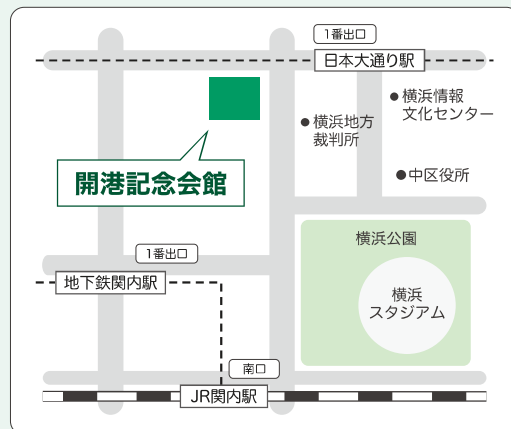 1番出口
日本大通り駅
横浜情報
文化センター
横浜地方
裁判所
中区役所
開港記念会館
横浜公園
1番出口
地下鉄関内駅
横浜
スタジアム
南口
JR関内駅